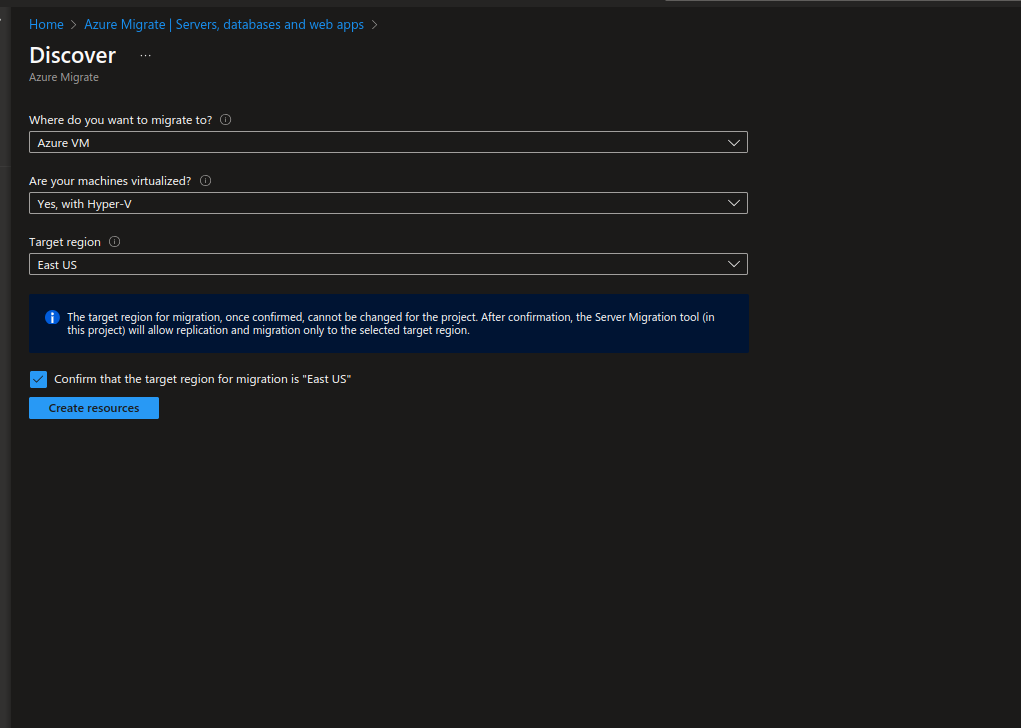 Home > Azure Migrate | Servers, databases and web apps >
Discover ...
Azure Migrate
Where do you want to migrate to?
Azure VM
Are your machines virtualized?
Yes, with Hyper-V
Target region
East US
The target region for migration, once confirmed, cannot be changed for the project. After confirmation, the Server Migration tool (in
this project) will allow replication and migration only to the selected target region.
Confirm that the target region for migration is "East US"
Create resources